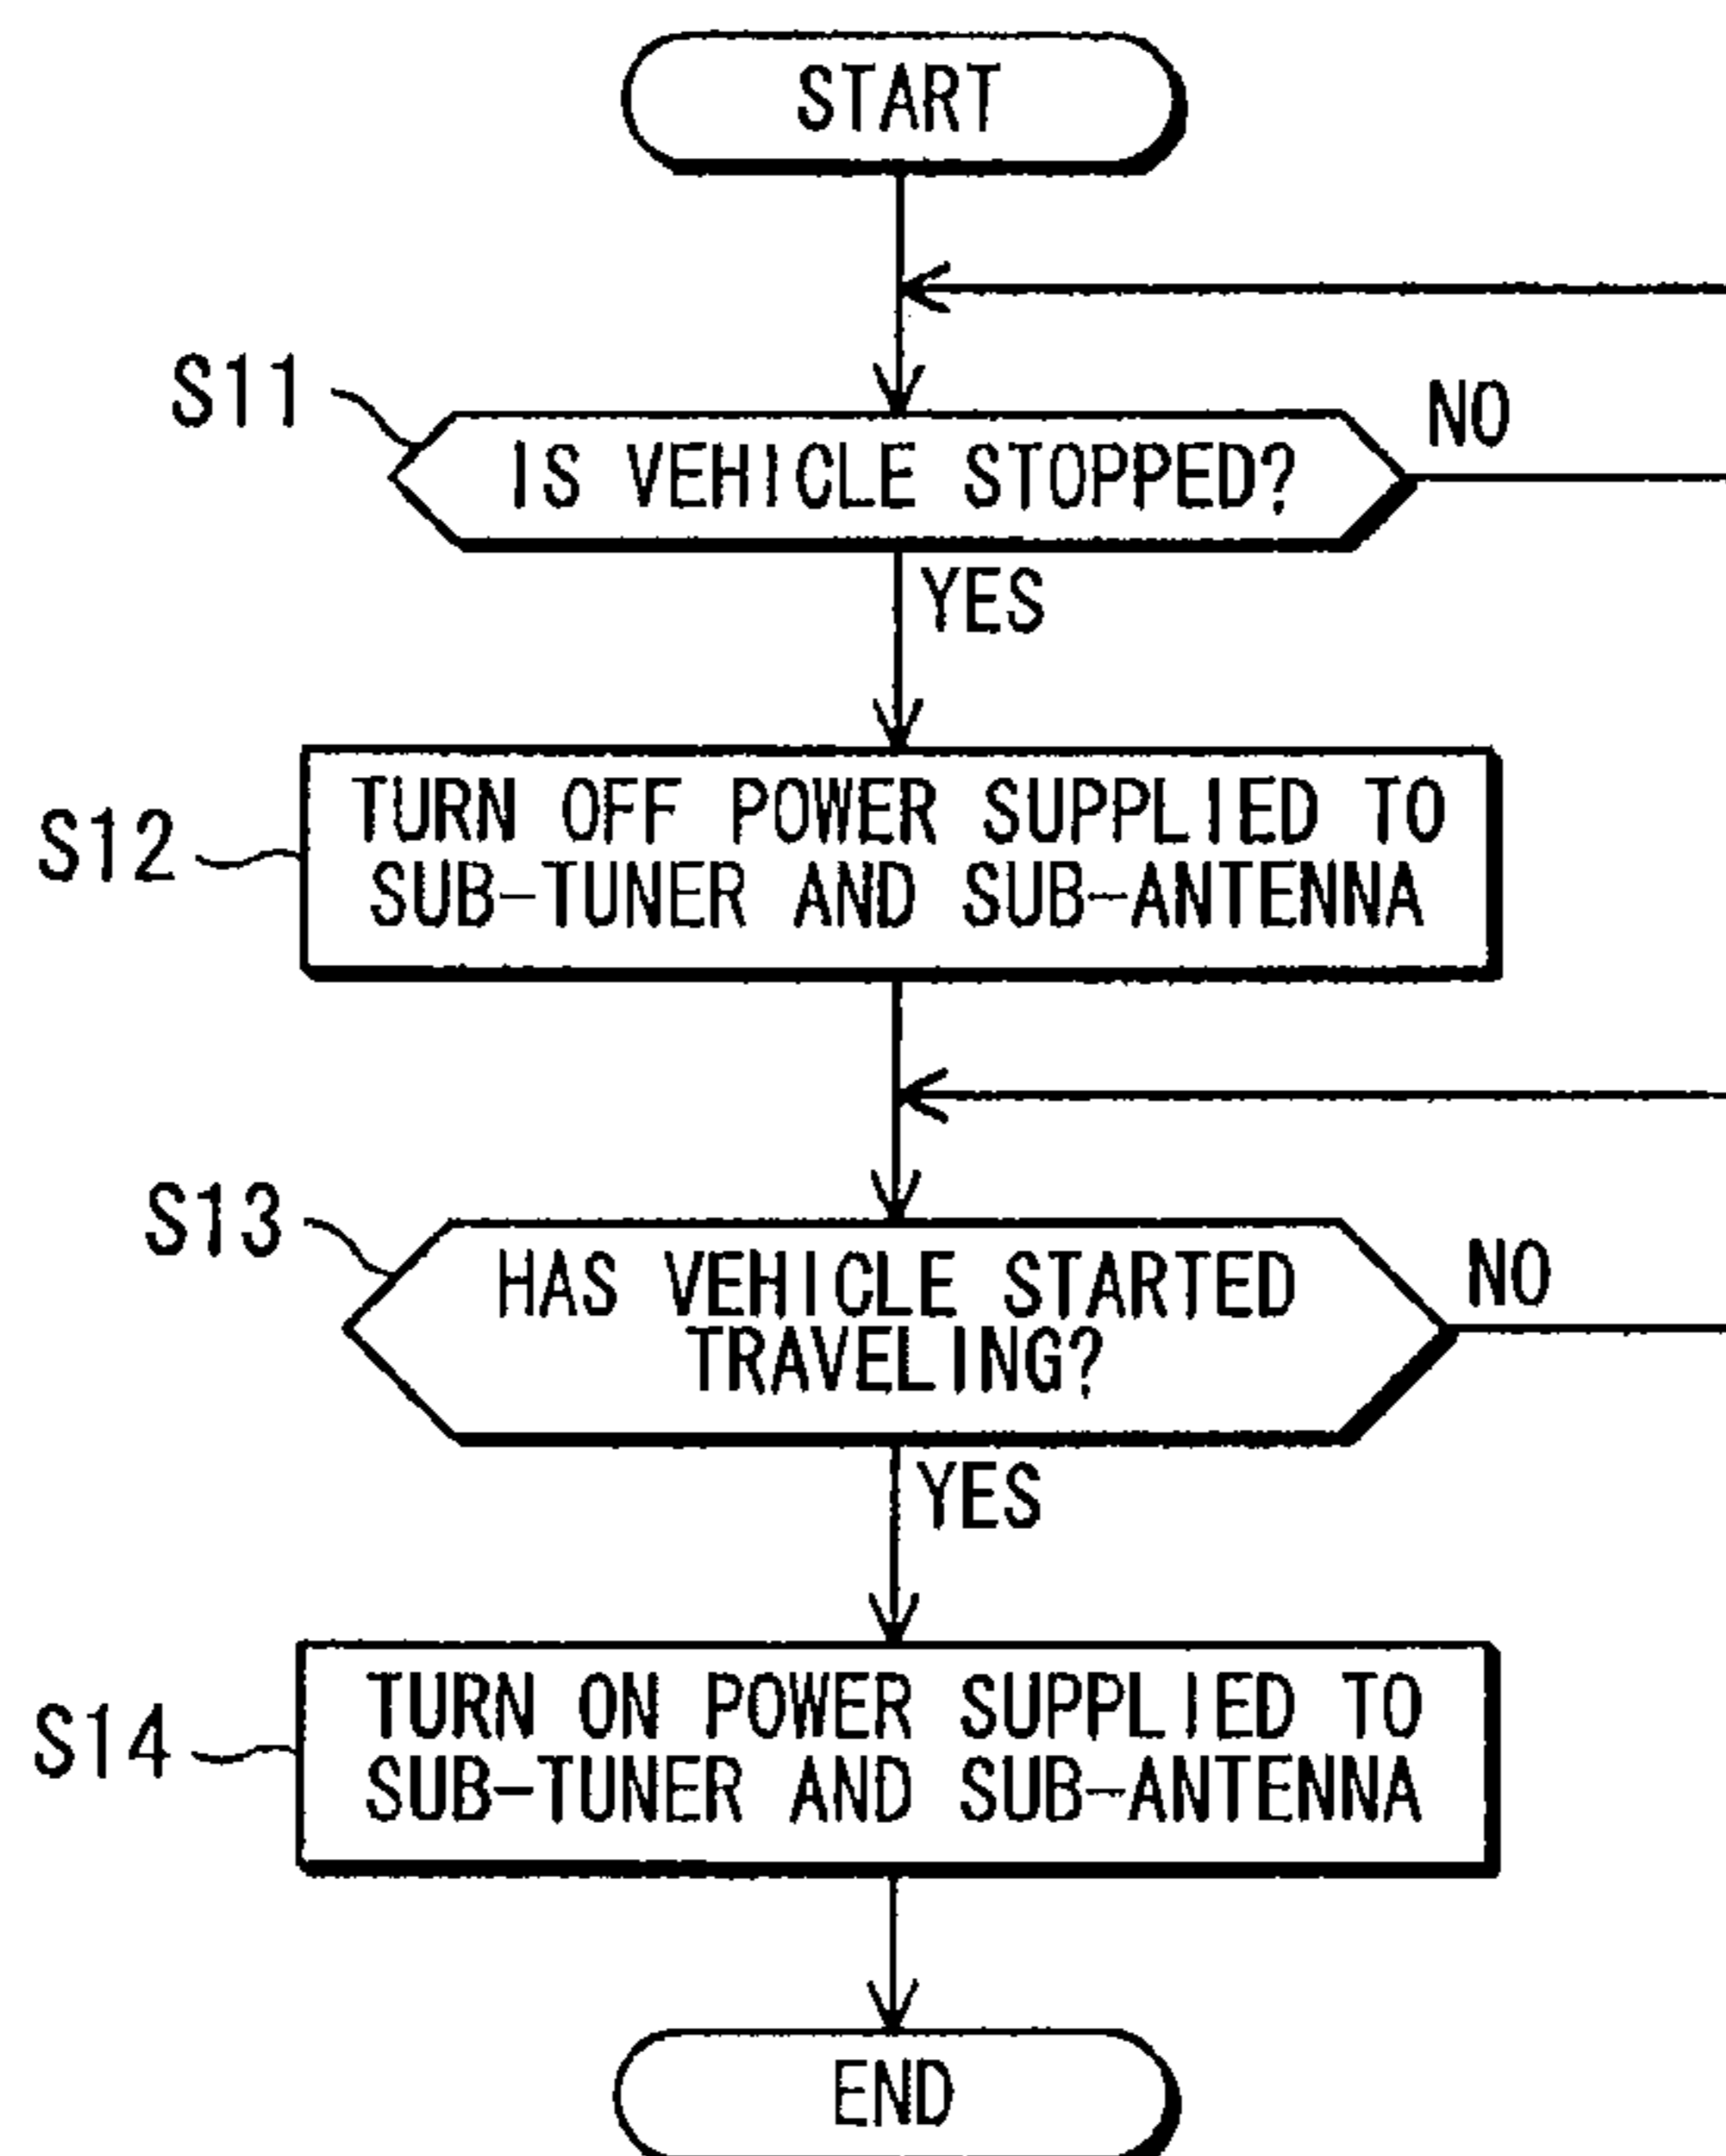 START
S11
IS VEHICLE STOPPED?
NO
YES
S12
TURN OFF POWER SUPPLIED TO
SUB-TUNER AND SUB-ANTENNA
S13
HAS VEHICLE STARTED
TRAVELING?
NO
YES
S14
TURN ON POWER SUPPLIED TO
SUB-TUNER AND SUB-ANTENNA
END